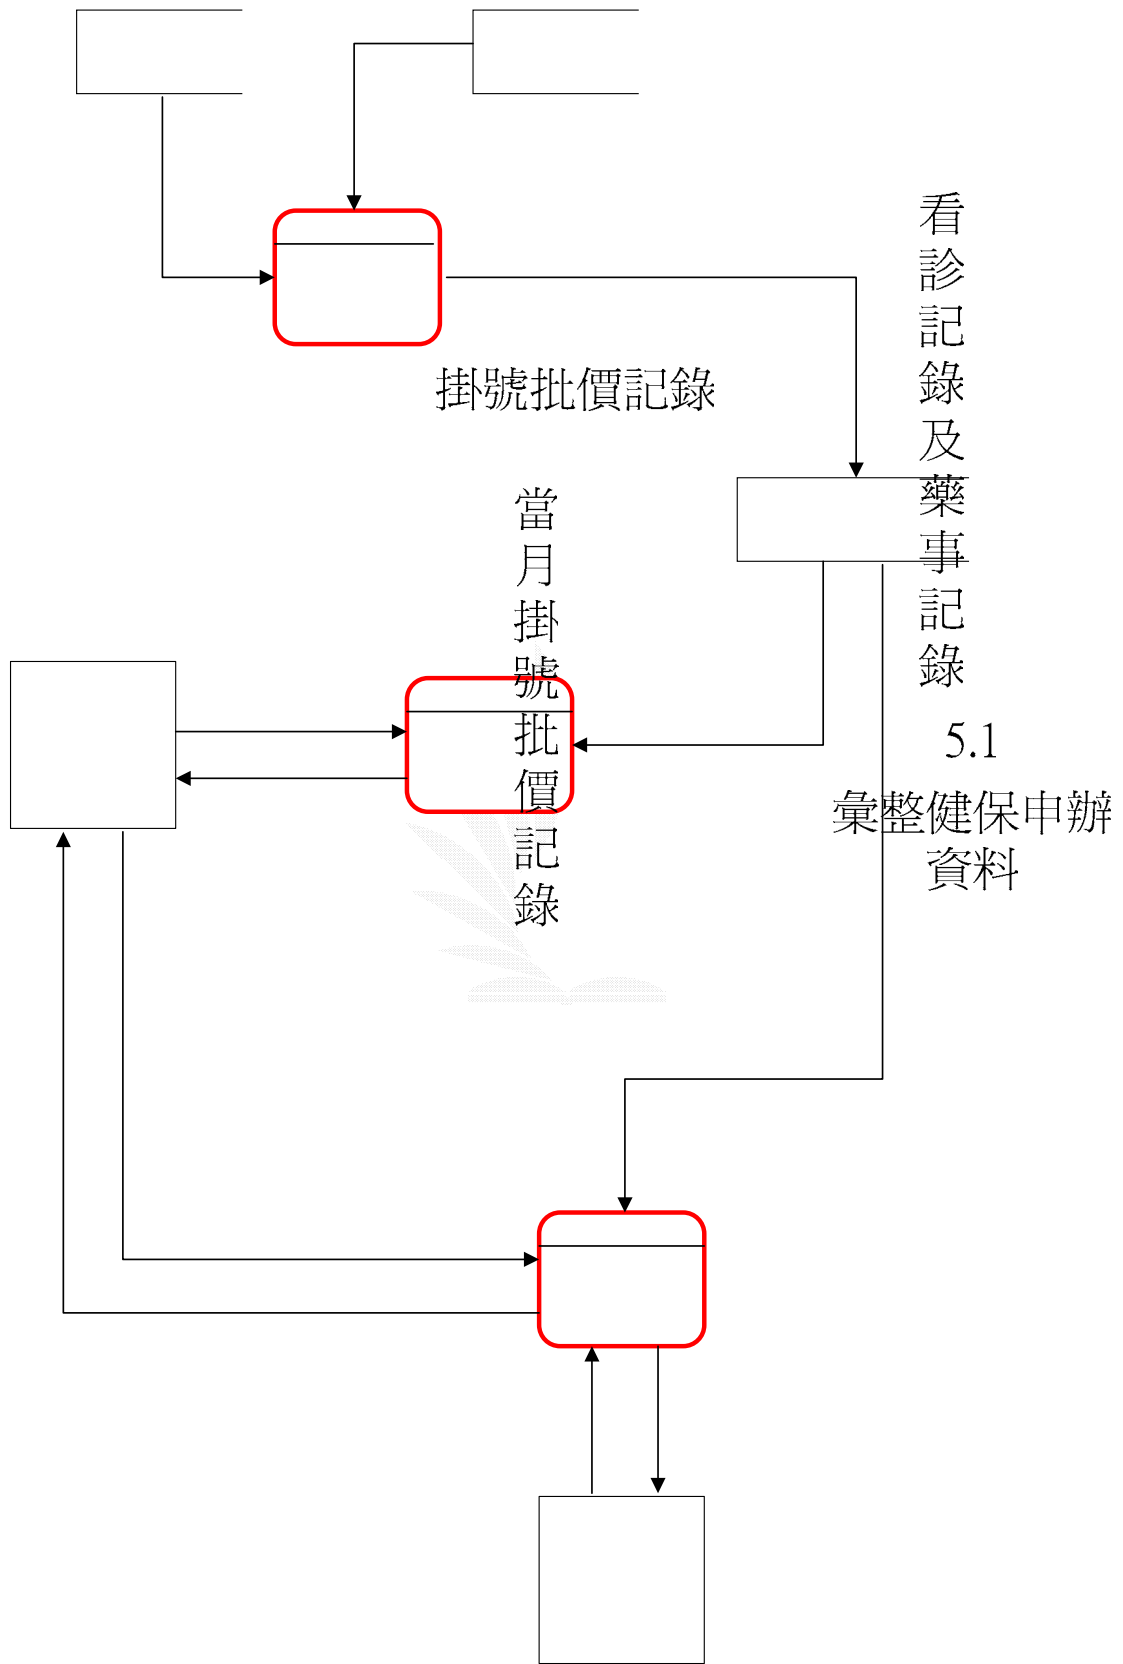 看診記錄及藥事記錄
掛號批價記錄
當月掛號批價記錄
5.1
彙整健保申辦
資料